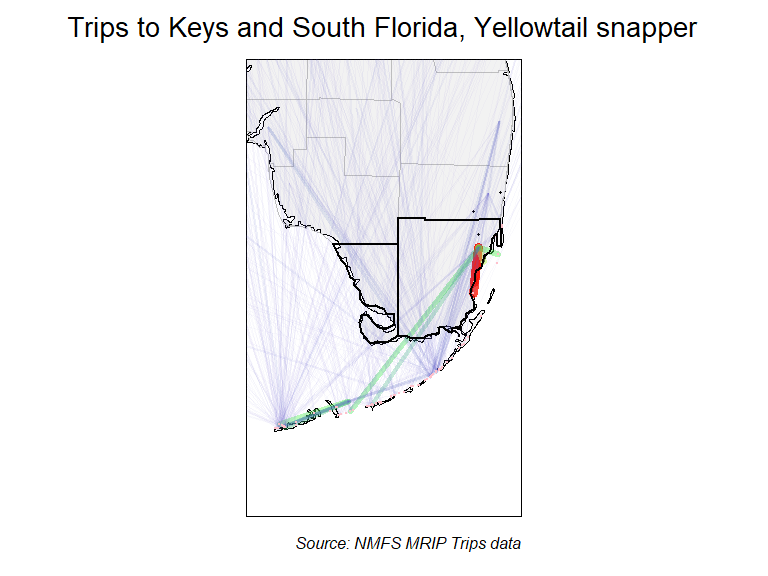 Trips to Keys and South Florida, Yellowtail snapper
Source: NMFS MRIP Trips data